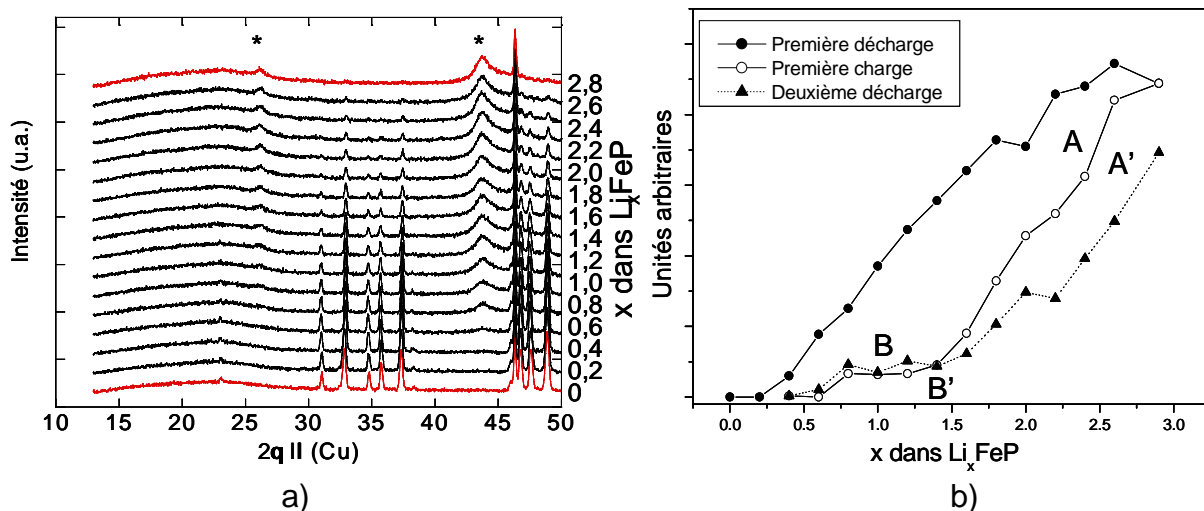 * *
Intensité (u.a.)
2,8
2,6
2,4
2,2
2,0
1,8
1,6
1,4
1,2
1,0
0,8
0,6
0,4
0,2
0
x dans LixFeP
10 15 20 25 30 35 40 45 50
2q II (Cu)
a)
Première décharge
Première charge
Deuxième décharge
Unités arbitraires
A
A'
B
B'
0.0 0.5 1.0 1.5 2.0 2.5 3.0
x dans LixFeP
b)